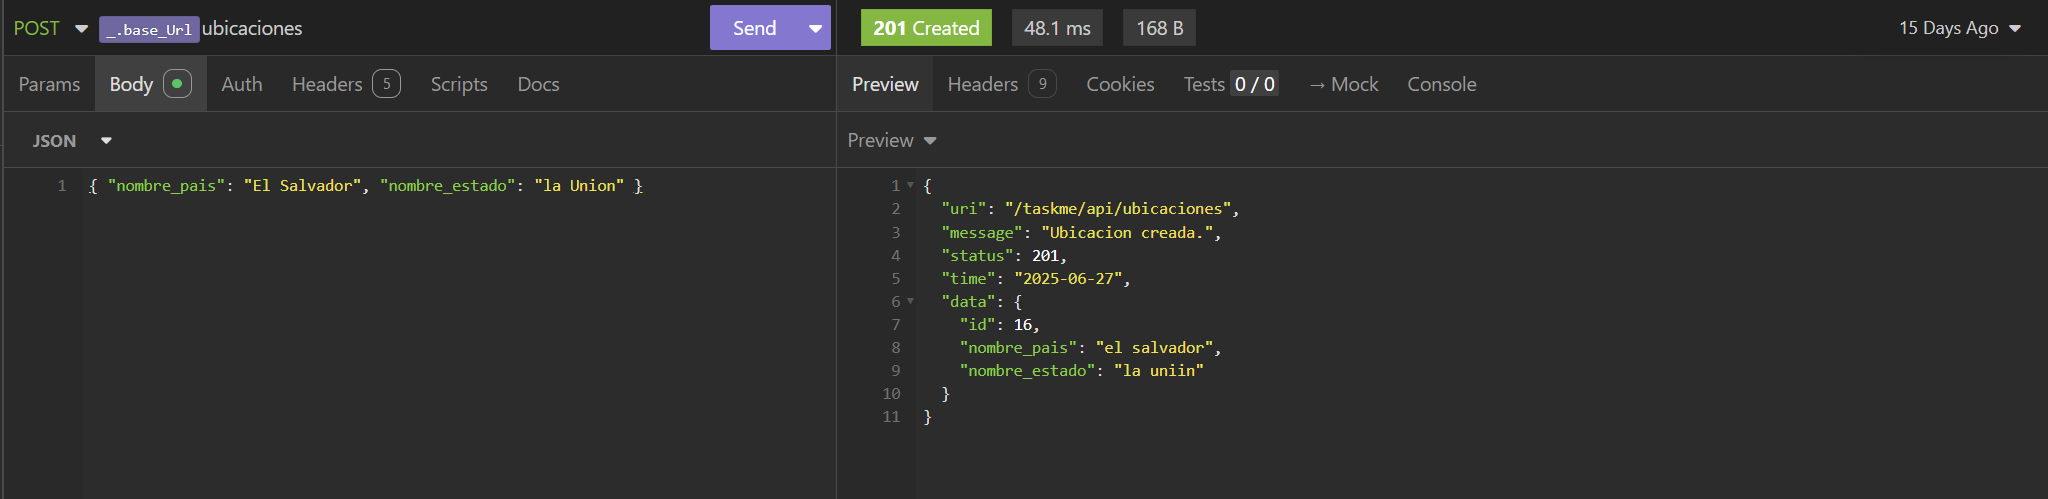 POST _.base_Url ubicaciones Send
201 Created 48.1 ms 168 B 15 Days Ago
Params Body Auth Headers 5 Scripts Docs
Preview Headers 9 Cookies Tests 0 / 0 → Mock Console
JSON
Preview
1 { "nombre_pais": "El Salvador", "nombre_estado": "la Union" }
1 {
2 "uri": "/taskme/api/ubicaciones",
3 "message": "Ubicacion creada.",
4 "status": 201,
5 "time": "2025-06-27",
6 "data": {
7 "id": 16,
8 "nombre_pais": "el salvador",
9 "nombre_estado": "la uniin"
10 }
11 }